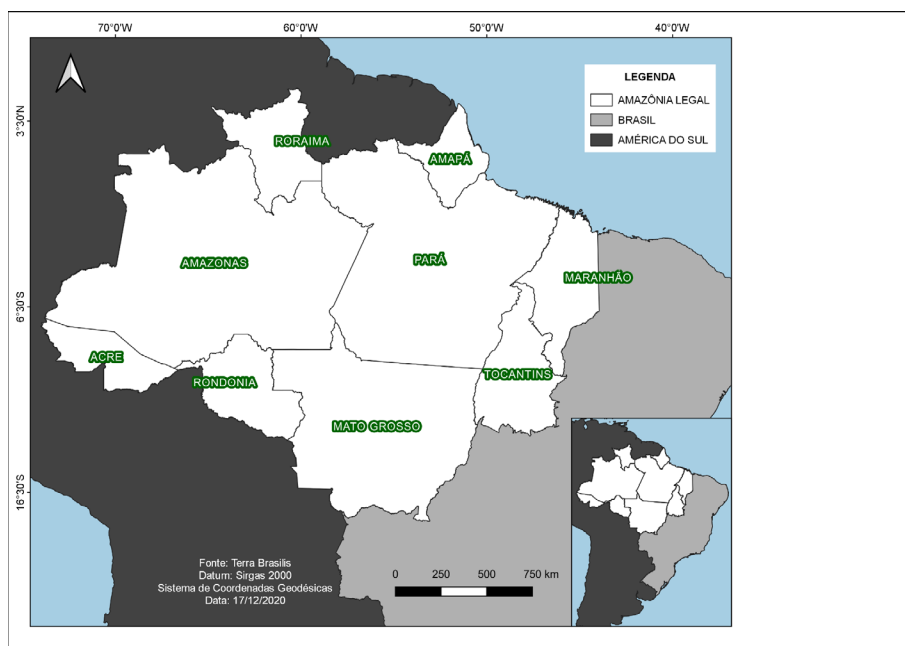 70°0'W 60°0'W 50°0'W 40°0'W
LEGENDA
AMAZÔNIA LEGAL
BRASIL
AMÉRICA DO SUL
3°30'N
RORAIMA
AMAPÁ
AMAZONAS
PARÁ
MARANHÃO
6°30'S
ACRE
RONDONIA
TOCANTINS
MATO GROSSO
16°30'S
Fonte: Terra Brasilis
Datum: Sirgas 2000
Sistema de Coordenadas Geodésicas
Data: 17/12/2020
0 250 500 750 km